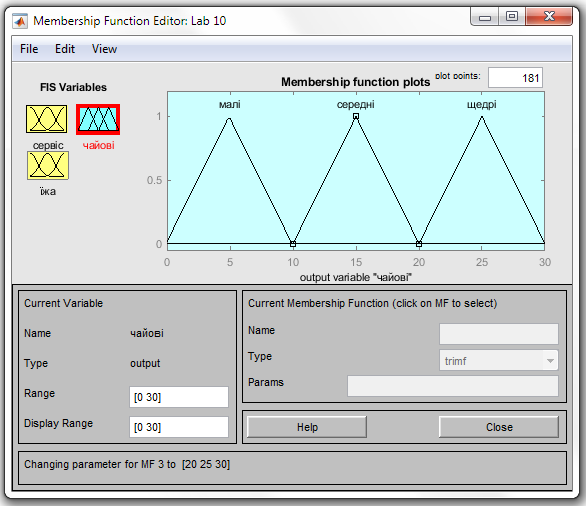 Membership Function Editor: Lab 10
File Edit View
FIS Variables
сервіс
чайові
їжа
Membership function plots
plot points:
181
малі
середні
щедрі
1
0.5
0
0 5 10 15 20 25 30
output variable "чайові"
Current Variable
Name чайові
Type output
Range [0 30]
Display Range [0 30]
Current Membership Function (click on MF to select)
Name
Type trimf
Params
Help Close
Changing parameter for MF 3 to [20 25 30]